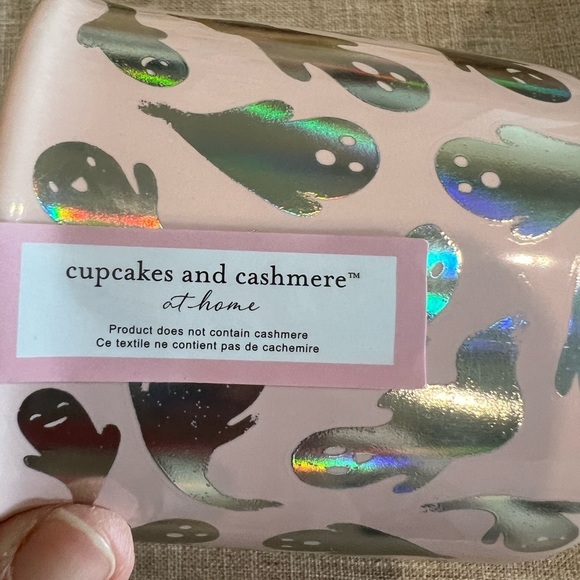 cupcakes and cashmere™
at home
Product does not contain cashmere
Ce textile ne contient pas de cachemire